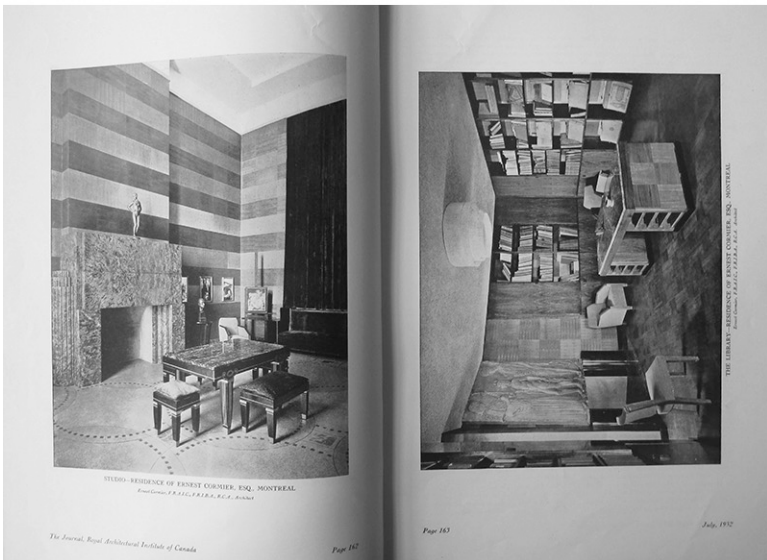 STUDIO—RESIDENCE OF ERNEST CORMIER, ESQ., MONTREAL
Ernest Cormier, F.R.A.I.C., F.R.I.B.A., R.C.A., Architect
The Journal, Royal Architectural Institute of Canada
Page 162
THE LIBRARY—RESIDENCE OF ERNEST CORMIER, ESQ., MONTREAL
Ernest Cormier, F.R.A.I.C., F.R.I.B.A., R.C.A., Architect
Page 163
July, 1932